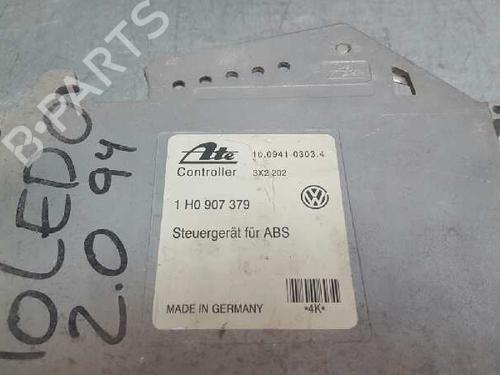 B-PARTS
OLEDO
2.0 94
Ate
10.0941-0303.4
Controller
3X2 202
1 H0 907 379
Steuergerät für ABS
MADE IN GERMANY
*4K*